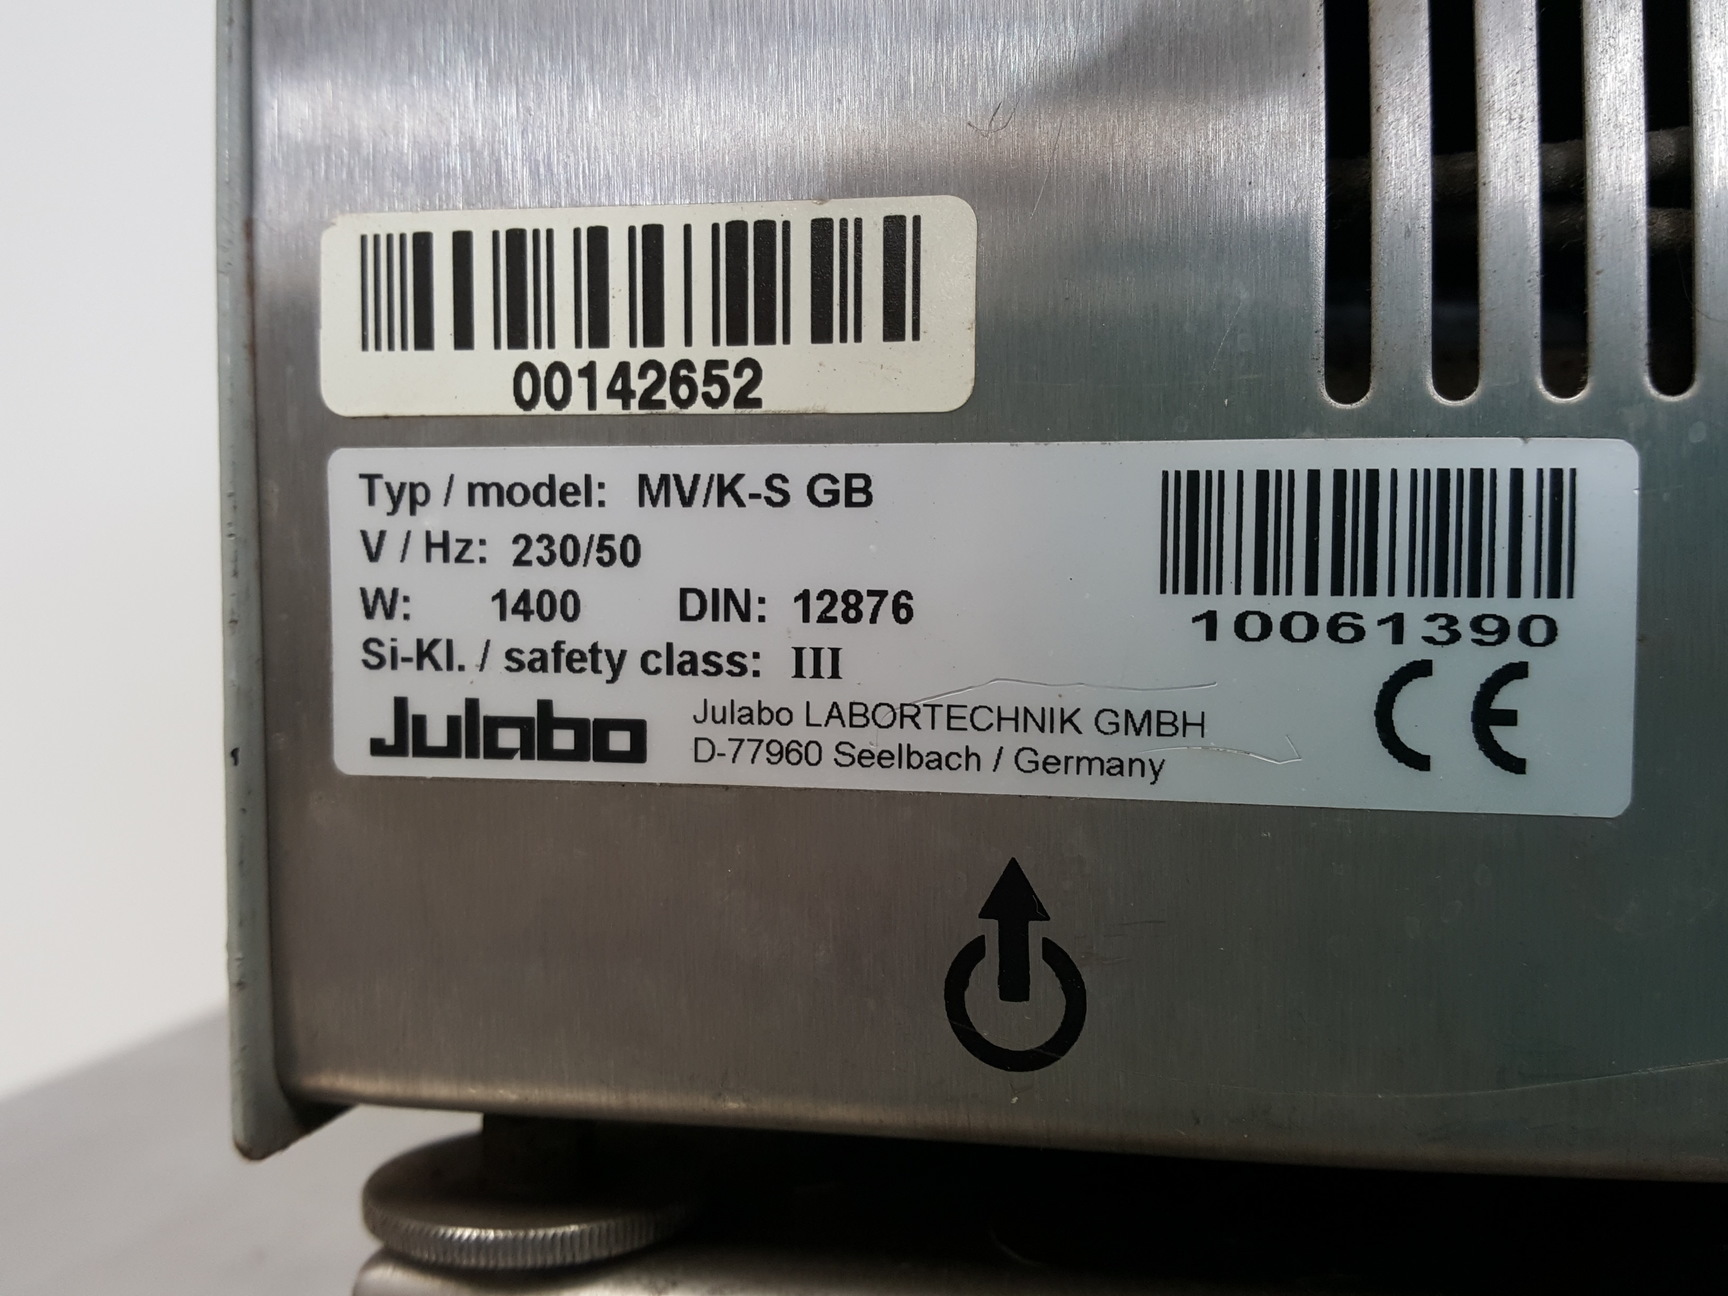 00142652
Typ / model: MV/K-S GB
V / Hz: 230/50
W: 1400 DIN: 12876
Si-Kl. / safety class: III
10061390
CE
Julabo
Julabo LABORTECHNIK GMBH
D-77960 Seelbach / Germany